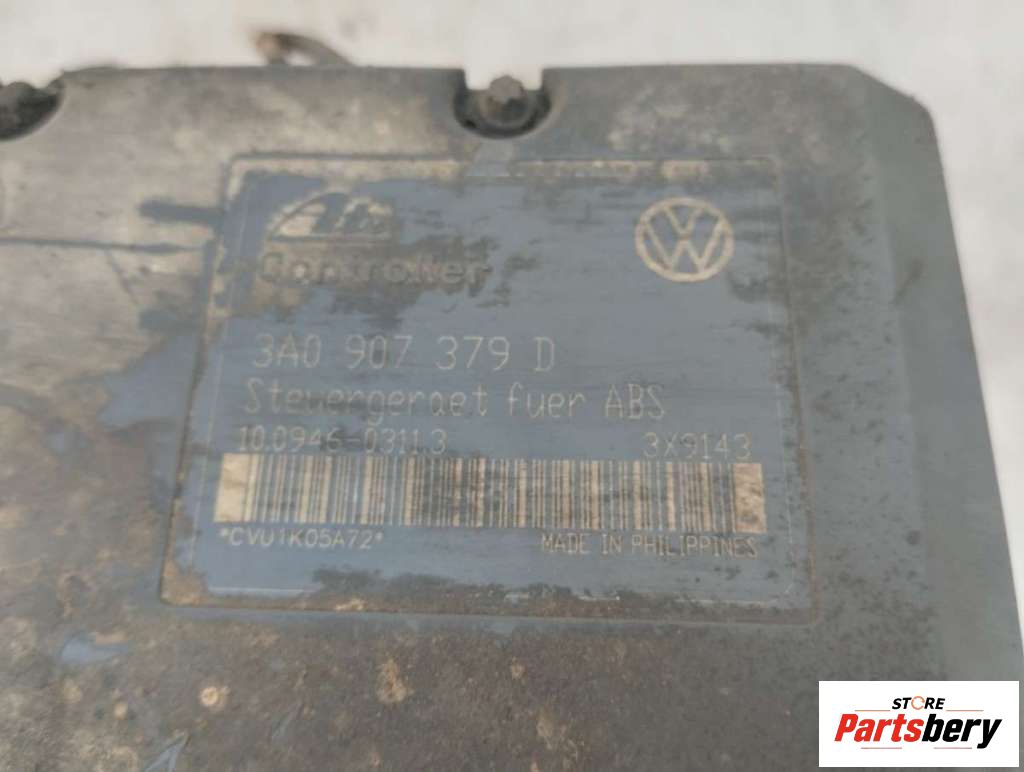 Controller
3A0 907 379 D
Steuergeraet fuer ABS
10.0946-0311.3 3X9143
*CVU1K05A72*
MADE IN PHILIPPINES
STORE
Partsbery